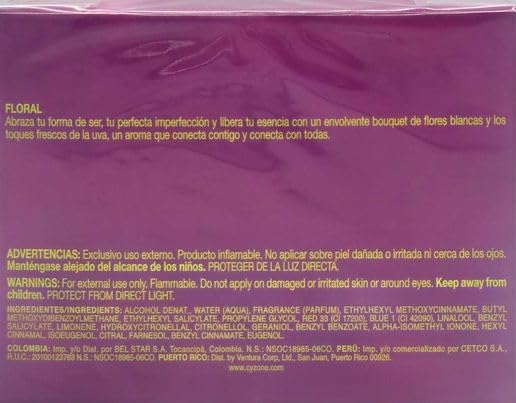 FLORAL
Abraza tu forma de ser, tu perfecta imperfección y libera tu esencia con un envolvente bouquet de flores blancas y los
toques frescos de la uva, un aroma que conecta contigo y conecta con todas.
ADVERTENCIAS: Exclusivo uso externo. Producto inflamable. No aplicar sobre piel dañada o irritada ni cerca de los ojos.
Manténgase alejado del alcance de los niños. PROTEGER DE LA LUZ DIRECTA.
WARNINGS: For external use only. Flammable. Do not apply on damaged or irritated skin or around eyes. Keep away from
children. PROTECT FROM DIRECT LIGHT.
INGREDIENTES/INGREDIENTS: ALCOHOL DENAT., WATER (AQUA), FRAGRANCE (PARFUM), ETHYLHEXYL METHOXYCINNAMATE, BUTYL
METHOXYDIBENZOYLMETHANE, ETHYLHEXYL SALICYLATE, PROPYLENE GLYCOL, RED 33 (CI 17200), BLUE 1 (CI 42090), LINALOOL, BENZYL
SALICYLATE, LIMONENE, HYDROXYCITRONELLAL, CITRONELLOL, GERANIOL, BENZYL BENZOATE, ALPHA-ISOMETHYL IONONE, HEXYL
CINNAMAL, ISOEUGENOL, CITRAL, FARNESOL, BENZYL CINNAMATE, EUGENOL.
COLOMBIA: Imp. y/o Dist. por BEL STAR S.A. Tocancipá, Colombia. N.S.: NSOC18965-06CO. PERÚ: Imp. y/o comercializado por CETCO S.A.,
R.U.C.: 20100123763 N.S.: NSOC18965-06CO. PUERTO RICO: Dist. by Ventura Corp, Ltd., San Juan, Puerto Rico 00926.
www.cyzone.com